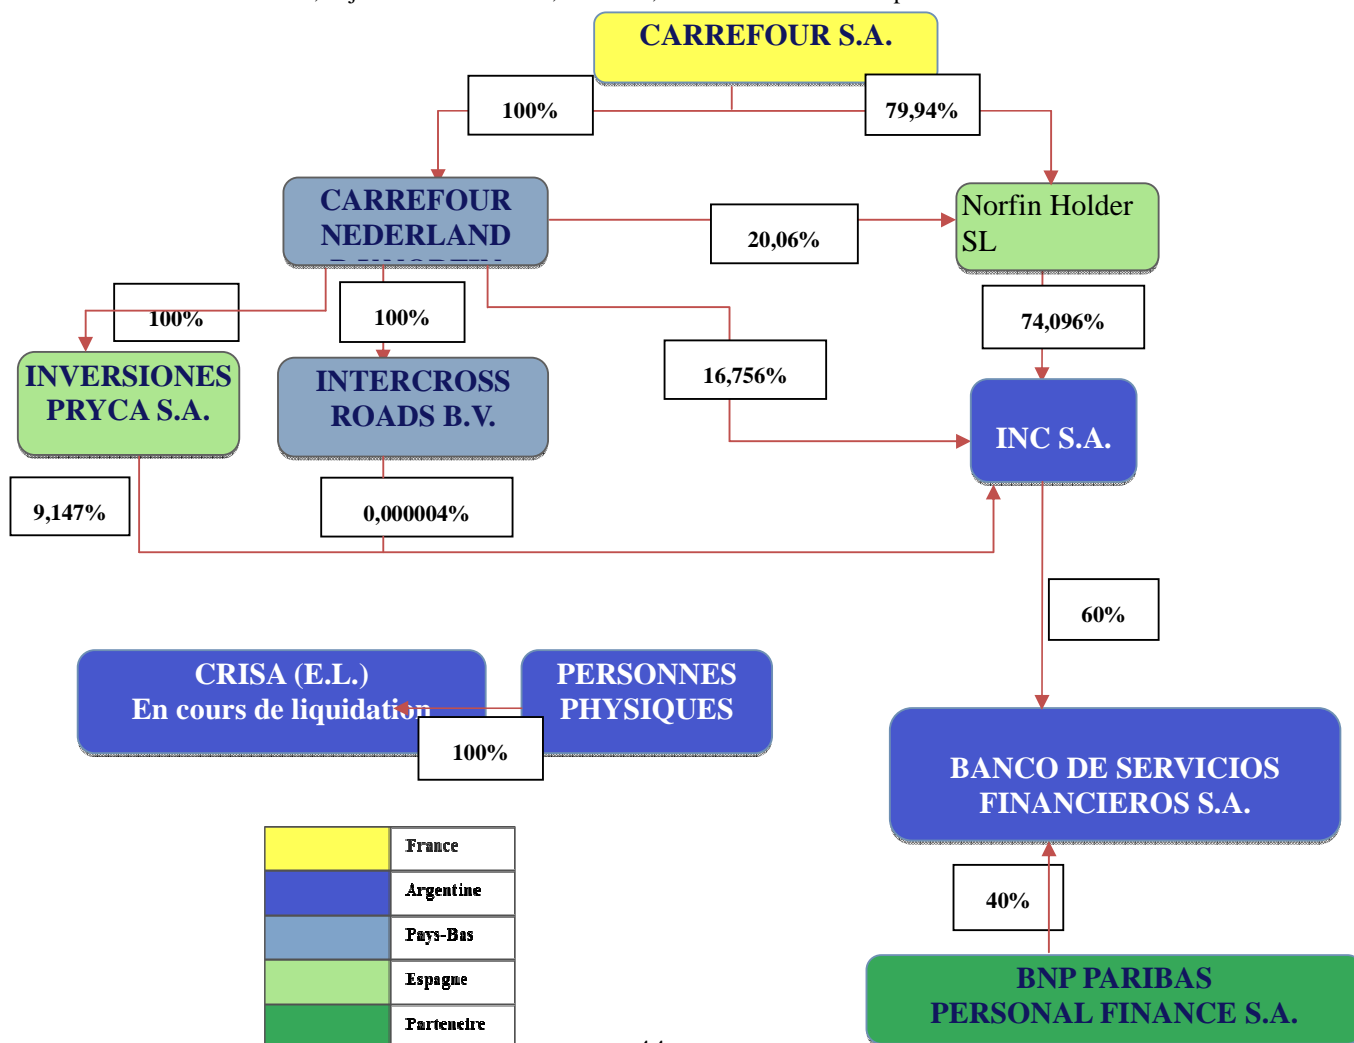 CARREFOUR S.A.
100%
79,94%
CARREFOUR
NEDERLAND
Norfin Holder
SL
20,06%
100%
100%
74,096%
16,756%
INVERSIONES
PRYCA S.A.
INTERCROSS
ROADS B.V.
INC S.A.
9,147%
0,000004%
60%
CRISA (E.L.)
En cours de liquidation
PERSONNES
PHYSIQUES
100%
BANCO DE SERVICIOS
FINANCIEROS S.A.
40%
BNP PARIBAS
PERSONAL FINANCE S.A.
France
Argentine
Pays-Bas
Espagne
Parteneire